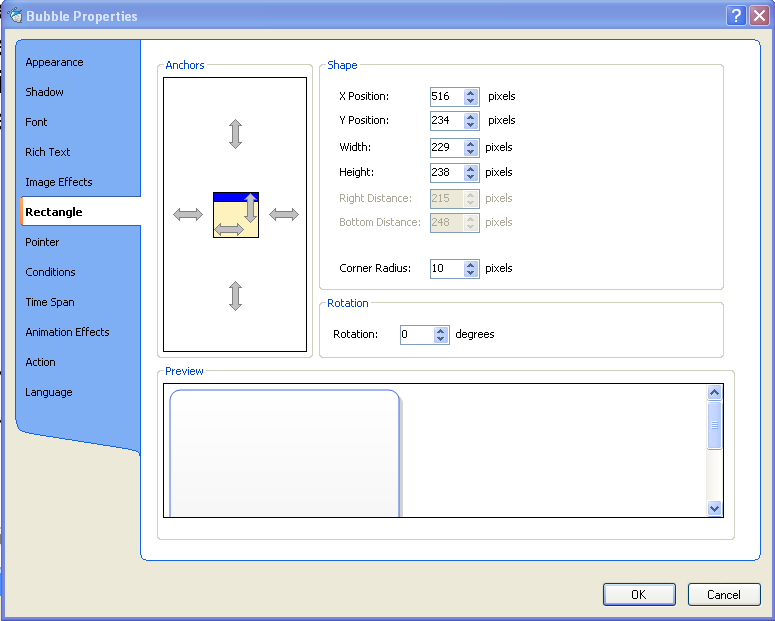 Bubble Properties
Appearance
Shadow
Font
Rich Text
Image Effects
Rectangle
Pointer
Conditions
Time Span
Animation Effects
Action
Language
Anchors
Shape
X Position: 516 pixels
Y Position: 234 pixels
Width: 229 pixels
Height: 238 pixels
Right Distance: 215 pixels
Bottom Distance: 248 pixels
Corner Radius: 10 pixels
Rotation
Rotation: 0 degrees
Preview
OK Cancel